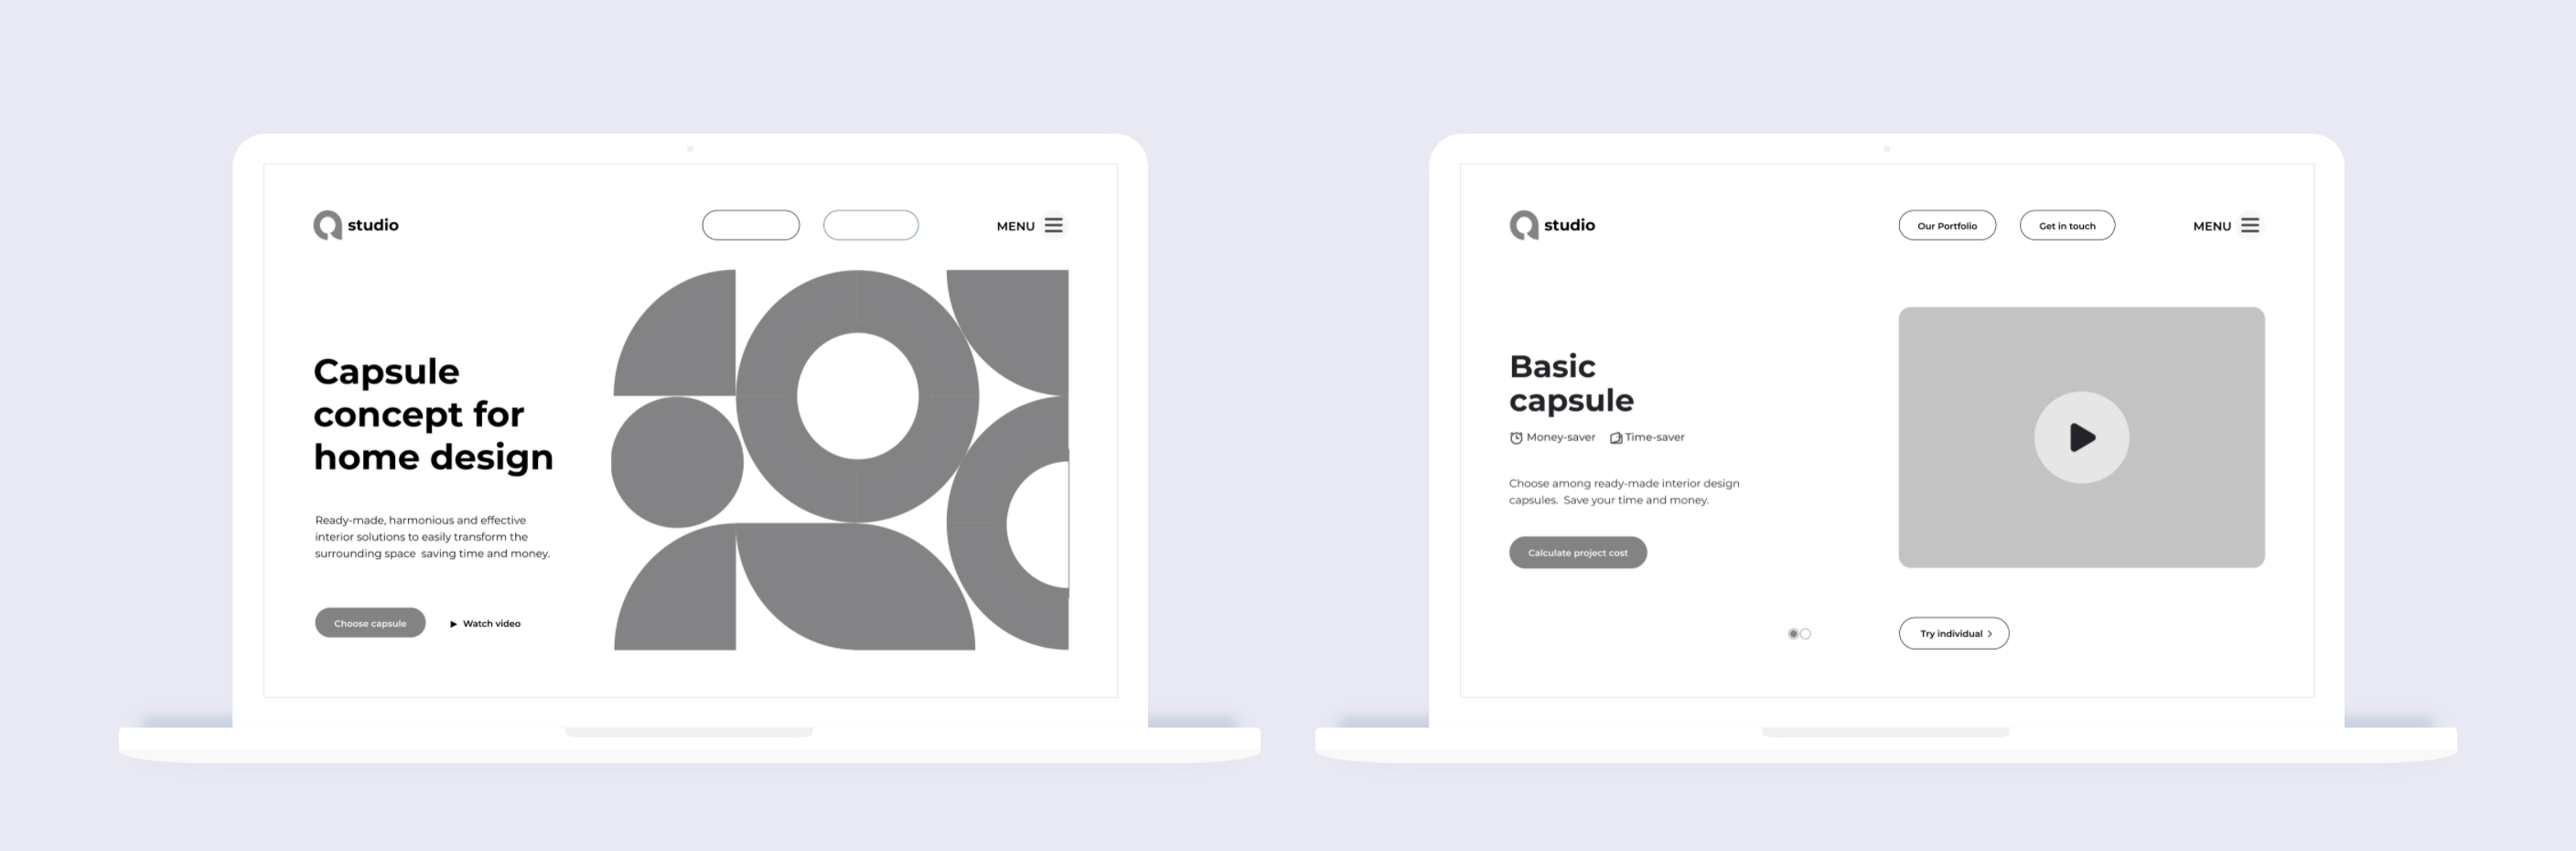 studio
MENU
Capsule
concept for
home design
Ready-made, harmonious and effective
interior solutions to easily transform the
surrounding space  saving time and money.
Choose capsule
Watch video
studio
Our Portfolio
Get in touch
MENU
Basic
capsule
Money-saver
Time-saver
Choose among ready-made interior design
capsules.  Save your time and money.
Calculate project cost
Try individual